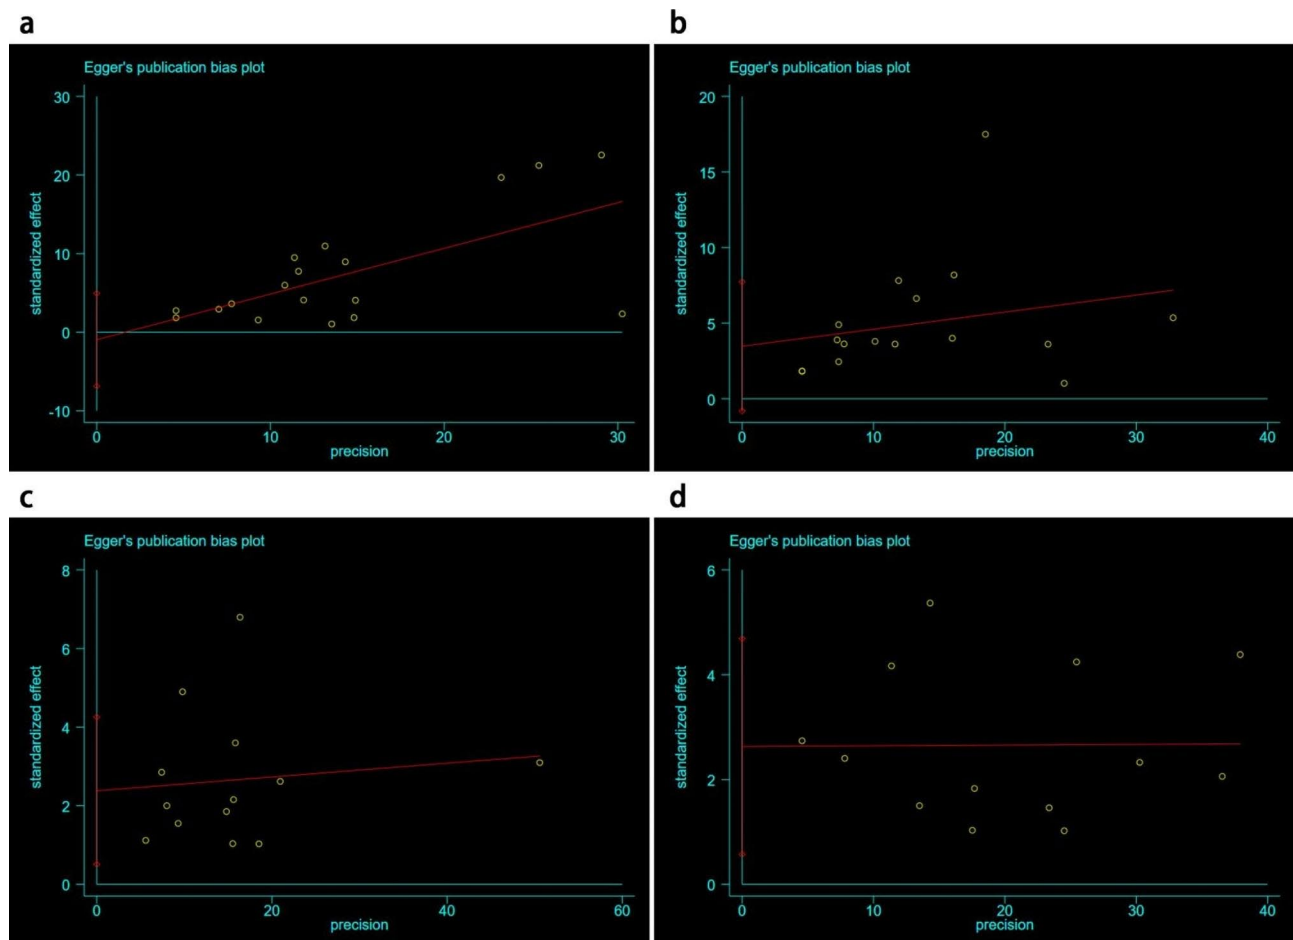 a
Egger's publication bias plot
30
20
10
0
-10
standardized effect
0 10 20 30
precision
b
Egger's publication bias plot
20
15
10
5
0
standardized effect
0 10 20 30 40
precision
c
Egger's publication bias plot
8
6
4
2
0
standardized effect
0 20 40 60
precision
d
Egger's publication bias plot
6
4
2
0
standardized effect
0 10 20 30 40
precision